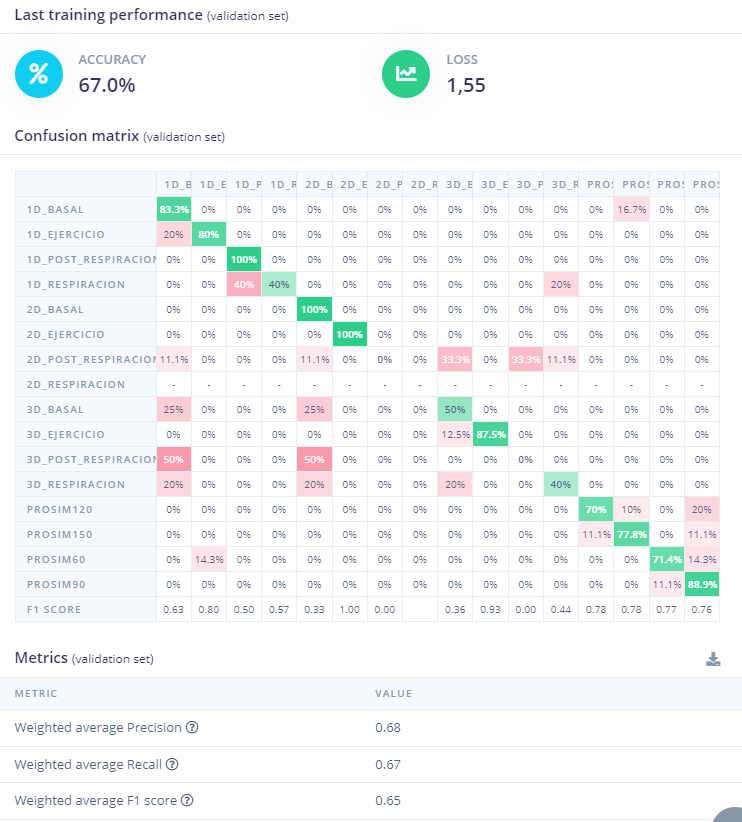 Last training performance (validation set)
ACCURACY
67.0%
LOSS
1,55
Confusion matrix (validation set)
1D_B 1D_E 1D_P 1D_R 2D_B 2D_E 2D_P 2D_R 3D_B 3D_E 3D_P 3D_R PROS PROS PROS PROS
1D_BASAL 83.3% 0% 0% 0% 0% 0% 0% 0% 0% 0% 0% 0% 0% 16.7% 0% 0%
1D_EJERCICIO 20% 80% 0% 0% 0% 0% 0% 0% 0% 0% 0% 0% 0% 0% 0% 0%
1D_POST_RESPIRACION 0% 0% 100% 0% 0% 0% 0% 0% 0% 0% 0% 0% 0% 0% 0% 0%
1D_RESPIRACION 0% 0% 40% 40% 0% 0% 0% 0% 0% 0% 0% 20% 0% 0% 0% 0%
2D_BASAL 0% 0% 0% 0% 100% 0% 0% 0% 0% 0% 0% 0% 0% 0% 0% 0%
2D_EJERCICIO 0% 0% 0% 0% 0% 100% 0% 0% 0% 0% 0% 0% 0% 0% 0% 0%
2D_POST_RESPIRACION 11.1% 0% 0% 0% 11.1% 0% 0% 0% 33.3% 0% 33.3% 11.1% 0% 0% 0% 0%
2D_RESPIRACION - - - - - - - - - - - - - - - -
3D_BASAL 25% 0% 0% 0% 25% 0% 0% 0% 50% 0% 0% 0% 0% 0% 0% 0%
3D_EJERCICIO 0% 0% 0% 0% 0% 0% 0% 0% 12.5% 87.5% 0% 0% 0% 0% 0% 0%
3D_POST_RESPIRACION 50% 0% 0% 0% 50% 0% 0% 0% 0% 0% 0% 0% 0% 0% 0% 0%
3D_RESPIRACION 20% 0% 0% 0% 20% 0% 0% 0% 20% 0% 0% 40% 0% 0% 0% 0%
PROSIM120 0% 0% 0% 0% 0% 0% 0% 0% 0% 0% 0% 0% 70% 10% 0% 20%
PROSIM150 0% 0% 0% 0% 0% 0% 0% 0% 0% 0% 0% 0% 11.1% 77.8% 0% 11.1%
PROSIM60 0% 14.3% 0% 0% 0% 0% 0% 0% 0% 0% 0% 0% 0% 0% 71.4% 14.3%
PROSIM90 0% 0% 0% 0% 0% 0% 0% 0% 0% 0% 0% 0% 0% 0% 11.1% 88.9%
F1 SCORE 0.63 0.80 0.50 0.57 0.33 1.00 0.00 0.36 0.93 0.00 0.44 0.78 0.78 0.77 0.76
Metrics (validation set)
METRIC VALUE
Weighted average Precision 0.68
Weighted average Recall 0.67
Weighted average F1 score 0.65